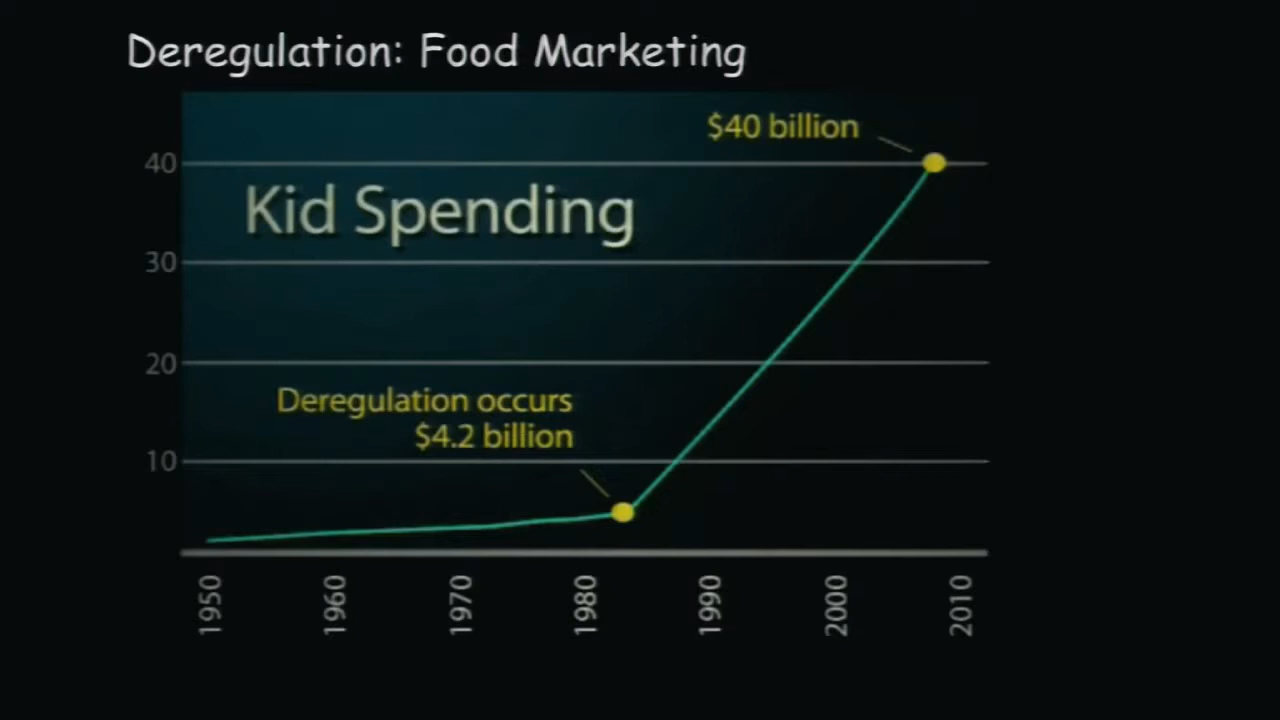 Deregulation: Food Marketing
$40 billion
40
Kid Spending
30
20
Deregulation occurs
$4.2 billion
10
1950
1960
1970
1980
1990
2000
2010